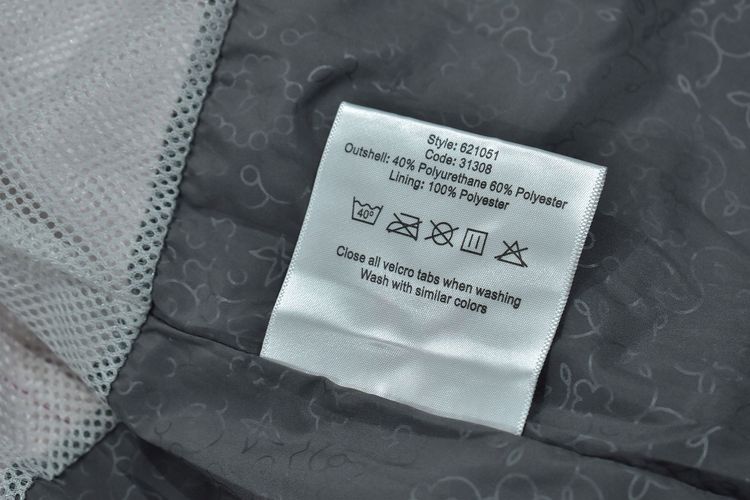 Style: 621051
Code: 31308
Outshell: 40% Polyurethane 60% Polyester
Lining: 100% Polyester
40°
Close all velcro tabs when washing
Wash with similar colors